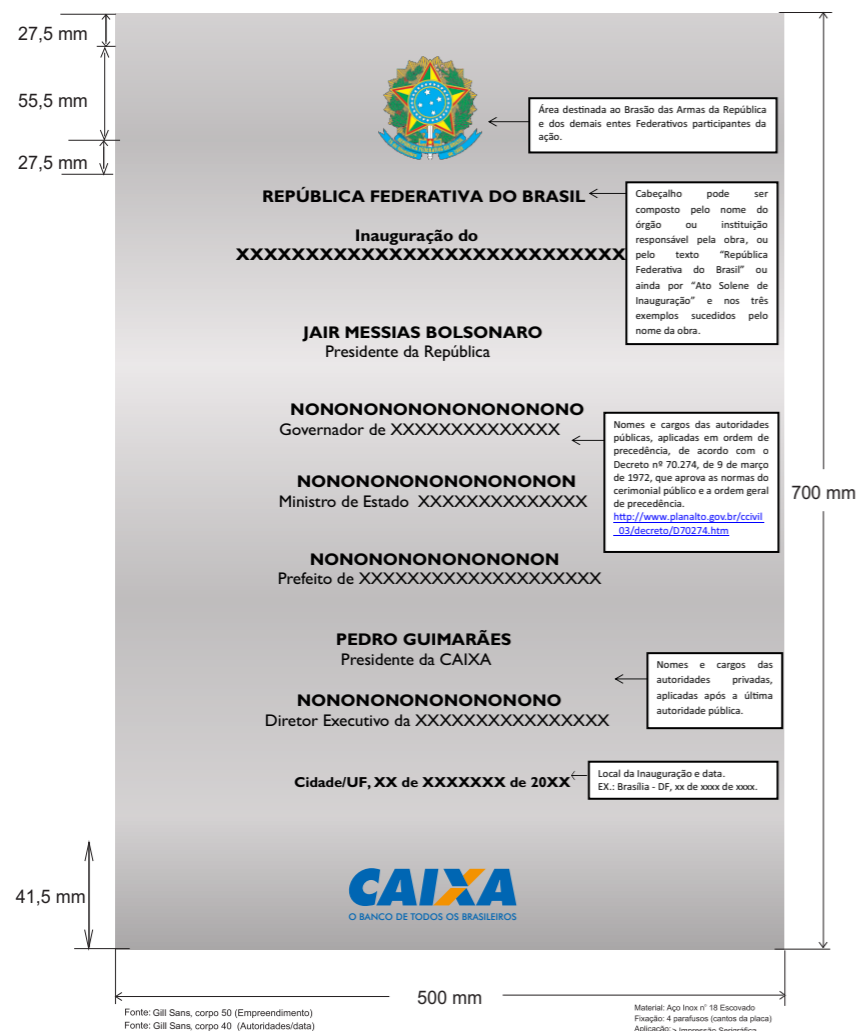 27,5 mm
55,5 mm
27,5 mm
Área destinada ao Brasão das Armas da República
e dos demais entes Federativos participantes da
ação.
REPÚBLICA FEDERATIVA DO BRASIL
Inauguração do
XXXXXXXXXXXXXXXXXXXXXXXXXXXX
Cabeçalho pode ser
composto pelo nome do
órgão ou instituição
responsável pela obra, ou
pelo texto “República
Federativa do Brasil” ou
ainda por “Ato Solene de
Inauguração” e nos três
exemplos sucedidos pelo
nome da obra.
JAIR MESSIAS BOLSONARO
Presidente da República
NONONONONONONONONONO
Governador de XXXXXXXXXXXXXX
NONONONONONONONONON
Ministro de Estado XXXXXXXXXXXXXX
Nomes e cargos das autoridades
públicas, aplicadas em ordem de
precedência, de acordo com o
Decreto nº 70.274, de 9 de março
de 1972, que aprova as normas do
cerimonial público e a ordem geral
de precedência.
http://www.planalto.gov.br/ccivil
_03/decreto/D70274.htm
700 mm
NONONONONONONONON
Prefeito de XXXXXXXXXXXXXXXXXXXX
PEDRO GUIMARÃES
Presidente da CAIXA
NONONONONONONONONO
Diretor Executivo da XXXXXXXXXXXXXXXX
Nomes e cargos das
autoridades privadas,
aplicadas após a última
autoridade pública.
Cidade/UF, XX de XXXXXXX de 20XX
Local da Inauguração e data.
EX.: Brasília - DF, xx de xxxx de xxxx.
41,5 mm
CAIXA
O BANCO DE TODOS OS BRASILEIROS
500 mm
Fonte: Gill Sans, corpo 50 (Empreendimento)
Fonte: Gill Sans, corpo 40 (Autoridades/data)
Material: Aço Inox n° 18 Escovado
Fixação: 4 parafusos (cantos da placa)
Aplicação: > Impressão Serigráfica